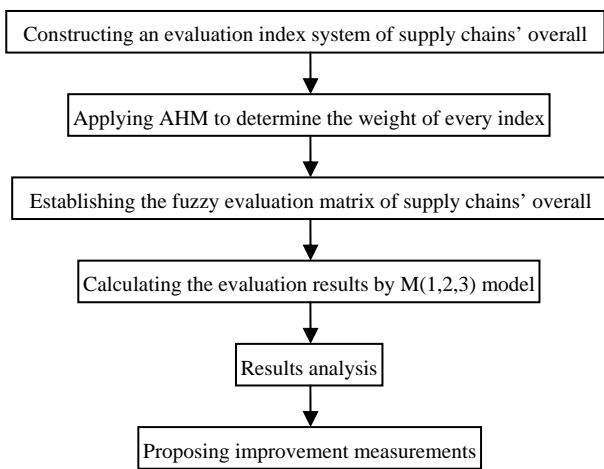 Constructing an evaluation index system of supply chains' overall
Applying AHM to determine the weight of every index
Establishing the fuzzy evaluation matrix of supply chains' overall
Calculating the evaluation results by M(1,2,3) model
Results analysis
Proposing improvement measurements